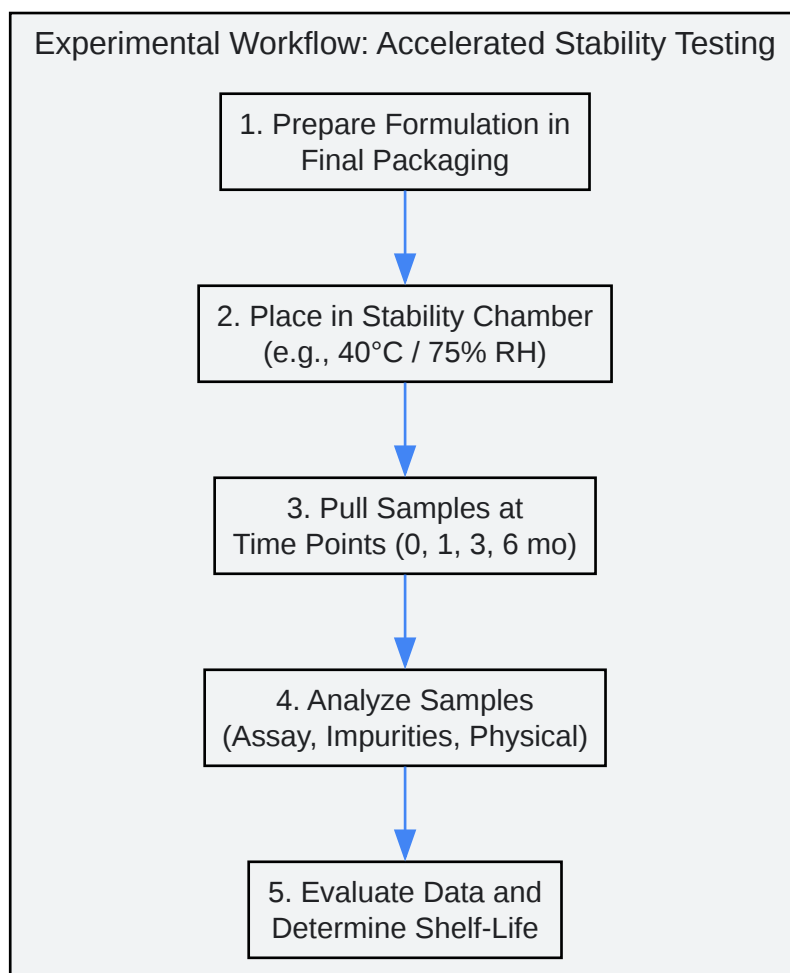 Experimental Workflow: Accelerated Stability Testing
1. Prepare Formulation in
Final Packaging
2. Place in Stability Chamber
(e.g., 40°C / 75% RH)
3. Pull Samples at
Time Points (0, 1, 3, 6 mo)
4. Analyze Samples
(Assay, Impurities, Physical)
5. Evaluate Data and
Determine Shelf-Life